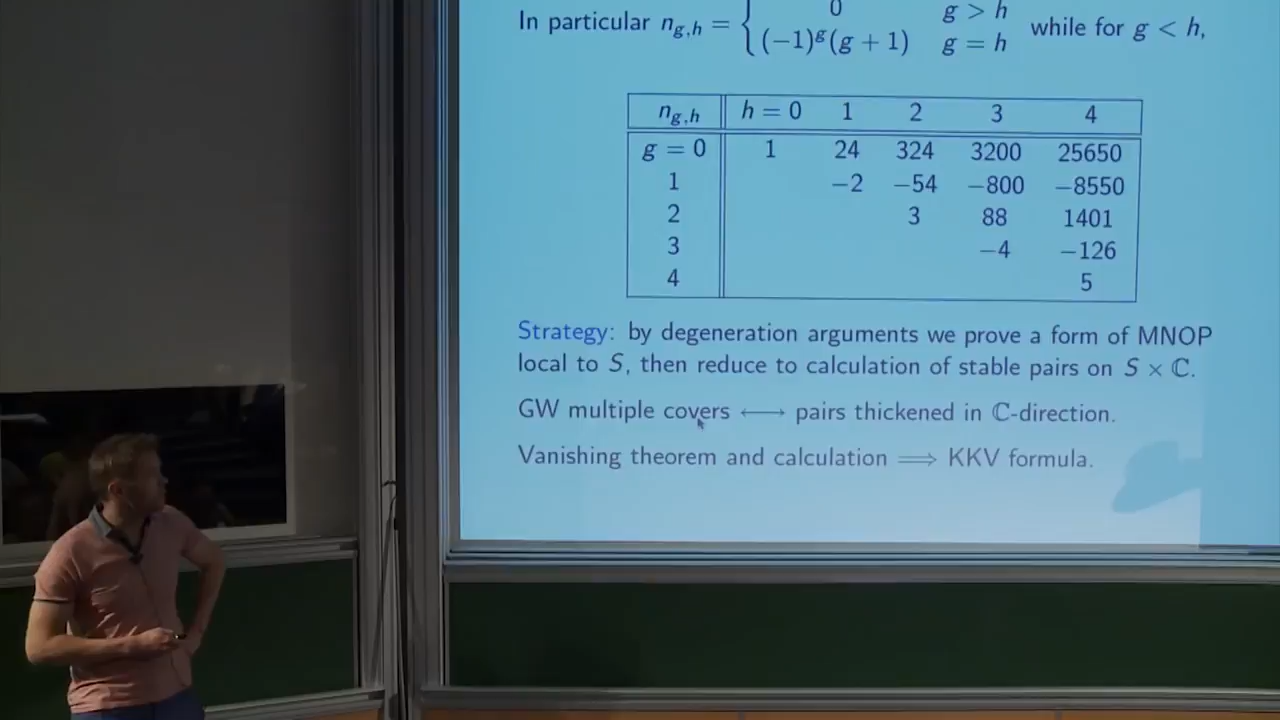 In particular n_{g,h} = { 0 g > h while for g < h,
(−1)^g(g + 1) g = h
n_{g,h} h = 0 1 2 3 4
g = 0 1 24 324 3200 25650
1 −2 −54 −800 −8550
2 3 88 1401
3 −4 −126
4 5
Strategy: by degeneration arguments we prove a form of MNOP
local to S, then reduce to calculation of stable pairs on S × ℂ.
GW multiple covers ⟷ pairs thickened in ℂ-direction.
Vanishing theorem and calculation ⟹ KKV formula.